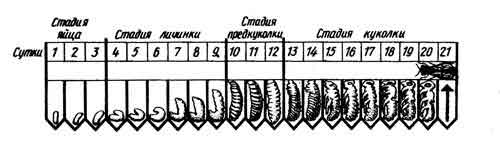 Стадия яйца
Стадия личинки
Стадия предкуколки
Стадия куколки
Сутки 1 2 3 4 5 6 7 8 9 10 11 12 13 14 15 16 17 18 19 20 21